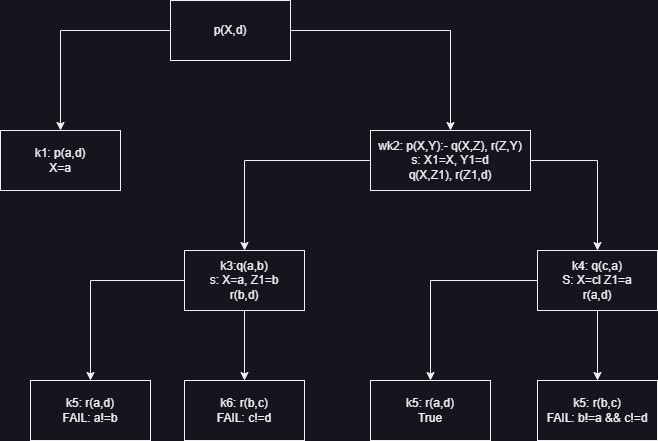 p(X,d)
k1: p(a,d)
X=a
wk2: p(X,Y):- q(X,Z), r(Z,Y)
s: X1=X, Y1=d
q(X,Z1), r(Z1,d)
k3:q(a,b)
s: X=a, Z1=b
r(b,d)
k4: q(c,a)
S: X=cl Z1=a
r(a,d)
k5: r(a,d)
FAIL: a!=b
k6: r(b,c)
FAIL: c!=d
k5: r(a,d)
True
k5: r(b,c)
FAIL: b!=a && c!=d